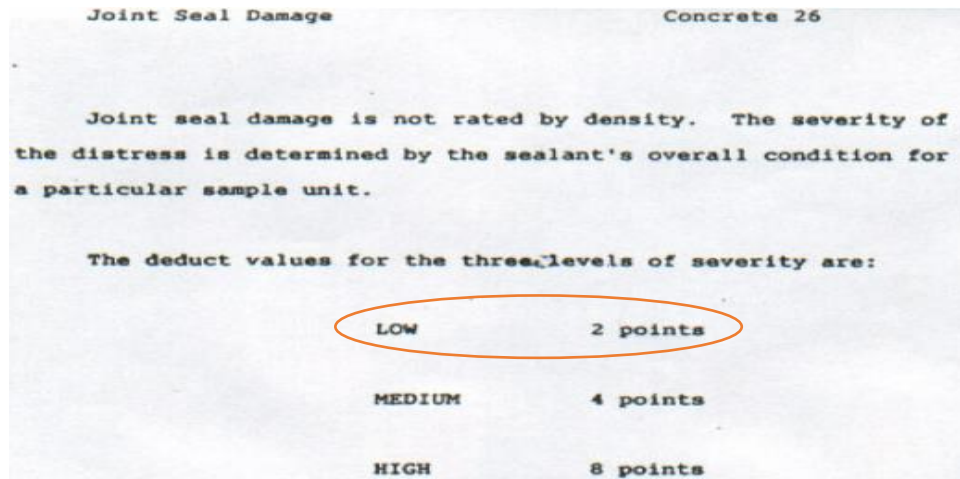 Joint Seal Damage Concrete 26
Joint seal damage is not rated by density. The severity of
the distress is determined by the sealant's overall condition for
a particular sample unit.
The deduct values for the three levels of severity are:
LOW 2 points
MEDIUM 4 points
HIGH 8 points